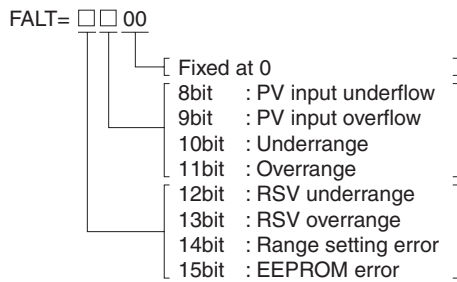 FALT= □ □ 00
Fixed at 0
8bit : PV input underflow
9bit : PV input overflow
10bit : Underrange
11bit : Overrange
12bit : RSV underrange
13bit : RSV overrange
14bit : Range setting error
15bit : EEPROM error